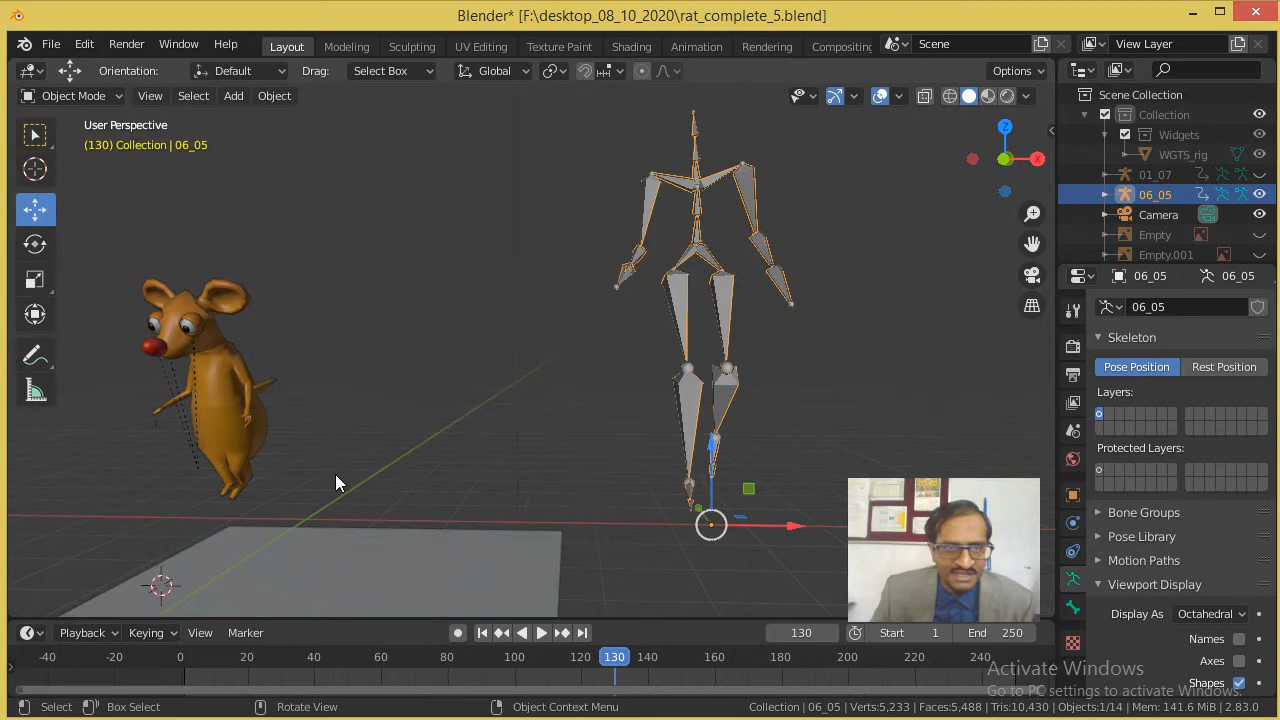 Blender* [F:\desktop_08_10_2020\rat_complete_5.blend]
File Edit Render Window Help Layout Modeling Sculpting UV Editing Texture Paint Shading Animation Rendering Compositing Scene View Layer
Orientation: Default Drag: Select Box Global Options
Object Mode View Select Add Object
User Perspective
(130) Collection | 06_05
Z
X
Scene Collection
Collection
Widgets
WGTS_rig
01_07
06_05
Camera
Empty
Empty.001
06_05 06_05
06_05
Skeleton
Pose Position Rest Position
Layers:
Protected Layers:
Bone Groups
Pose Library
Motion Paths
Viewport Display
Display As Octahedral
Names
Axes
Shapes
Playback Keying View Marker 130 Start 1 End 250
-40 -20 0 20 40 60 80 100 120 130 140 160 180 200 220 240
Activate Windows
Go to PC settings to activate Windows.
Select Box Select Rotate View Object Context Menu Collection | 06_05 | Verts:5,233 | Faces:5,488 | Tris:10,430 | Objects:1/14 | Mem: 141.6 MiB | 2.83.0